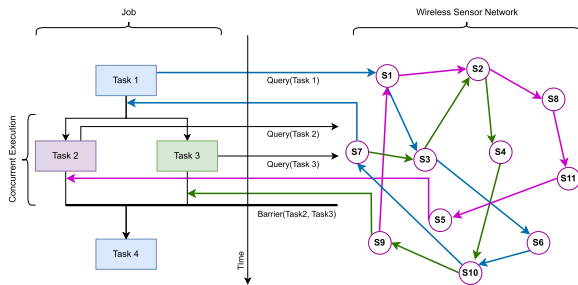 Job
Wireless Sensor Network
Task 1
Query(Task 1)
S1
S2
S8
Concurrent Execution
Query(Task 2)
Task 2
Task 3
Query(Task 3)
S7
S3
S4
S11
Barrier(Task2, Task3)
S5
S9
S6
Task 4
Time
S10